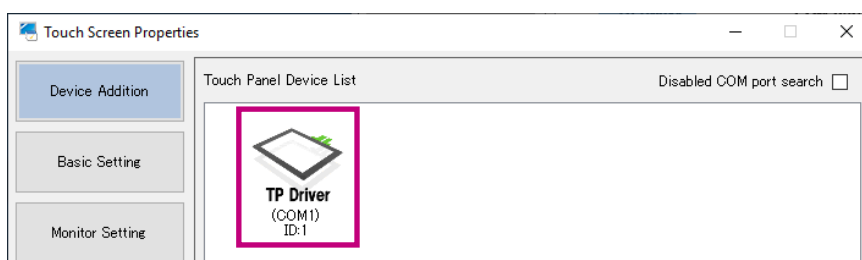 Touch Screen Properties
Device Addition
Touch Panel Device List
Disabled COM port search
TP Driver
(COM1)
ID:1
Basic Setting
Monitor Setting